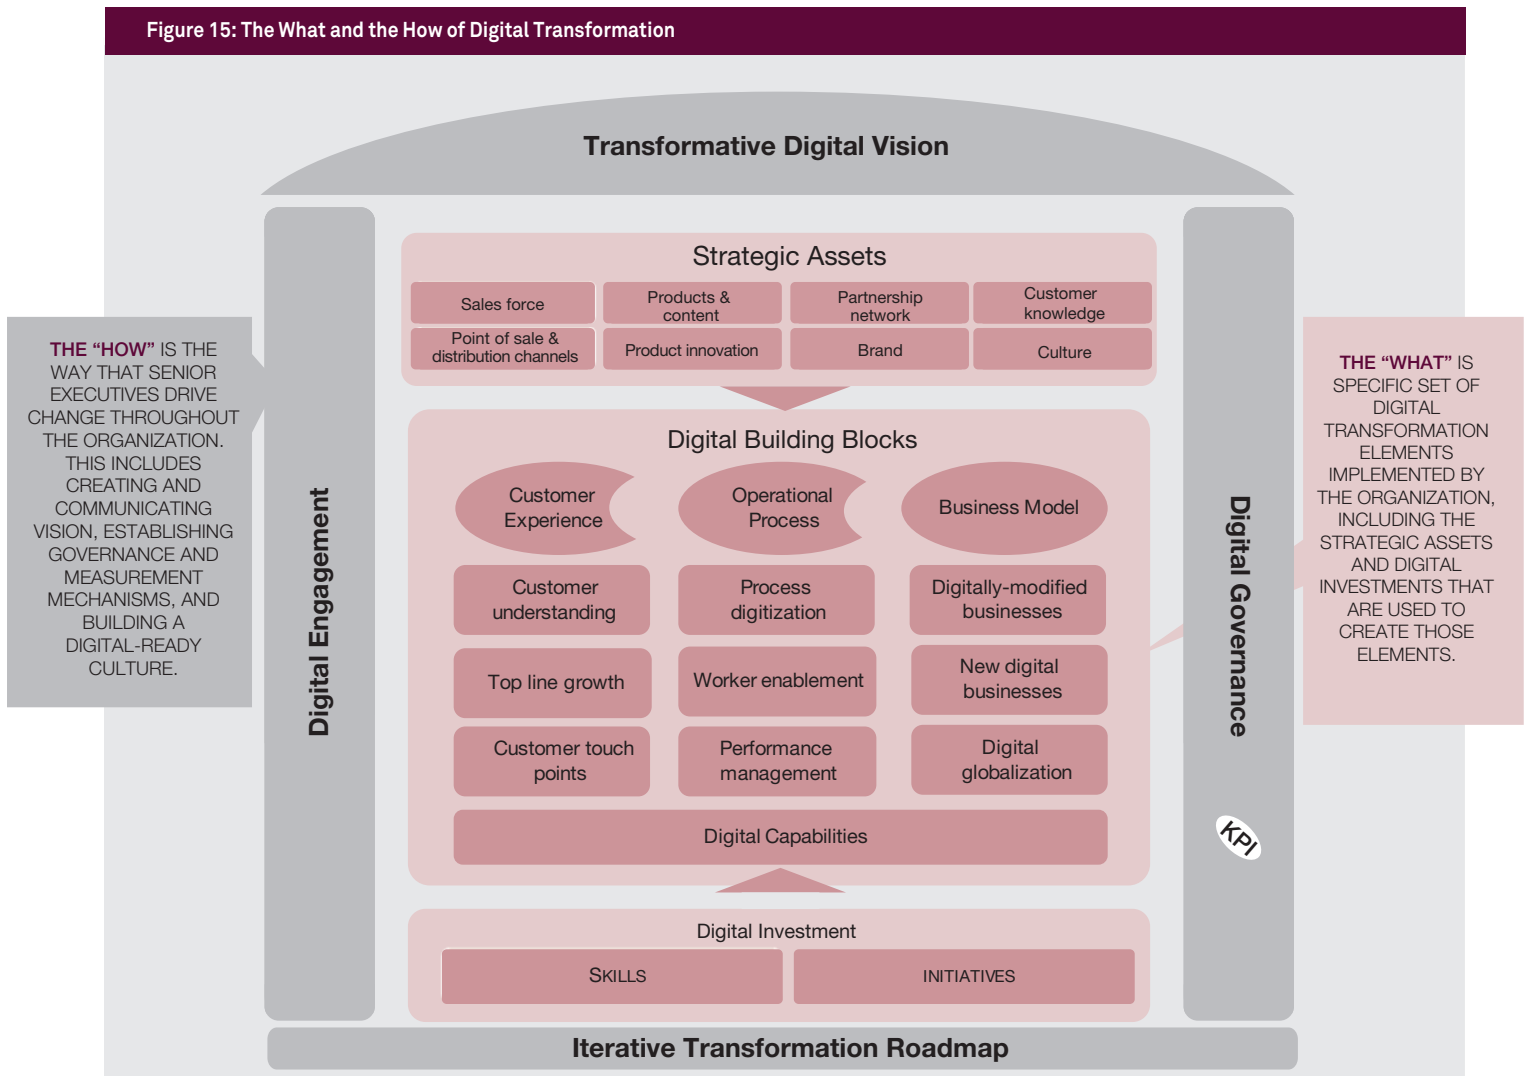 Figure 15: The What and the How of Digital Transformation
Transformative Digital Vision
THE “HOW” IS THE
WAY THAT SENIOR
EXECUTIVES DRIVE
CHANGE THROUGHOUT
THE ORGANIZATION.
THIS INCLUDES
CREATING AND
COMMUNICATING
VISION, ESTABLISHING
GOVERNANCE AND
MEASUREMENT
MECHANISMS, AND
BUILDING A
DIGITAL-READY
CULTURE.
Digital Engagement
Strategic Assets
Sales force
Products &
content
Partnership
network
Customer
knowledge
Point of sale &
distribution channels
Product innovation
Brand
Culture
Digital Building Blocks
Customer
Experience
Operational
Process
Business Model
Customer
understanding
Process
digitization
Digitally-modified
businesses
Top line growth
Worker enablement
New digital
businesses
Customer touch
points
Performance
management
Digital
globalization
Digital Capabilities
Digital Investment
SKILLS
INITIATIVES
Digital Governance
KPI
THE “WHAT” IS
SPECIFIC SET OF
DIGITAL
TRANSFORMATION
ELEMENTS
IMPLEMENTED BY
THE ORGANIZATION,
INCLUDING THE
STRATEGIC ASSETS
AND DIGITAL
INVESTMENTS THAT
ARE USED TO
CREATE THOSE
ELEMENTS.
Iterative Transformation Roadmap